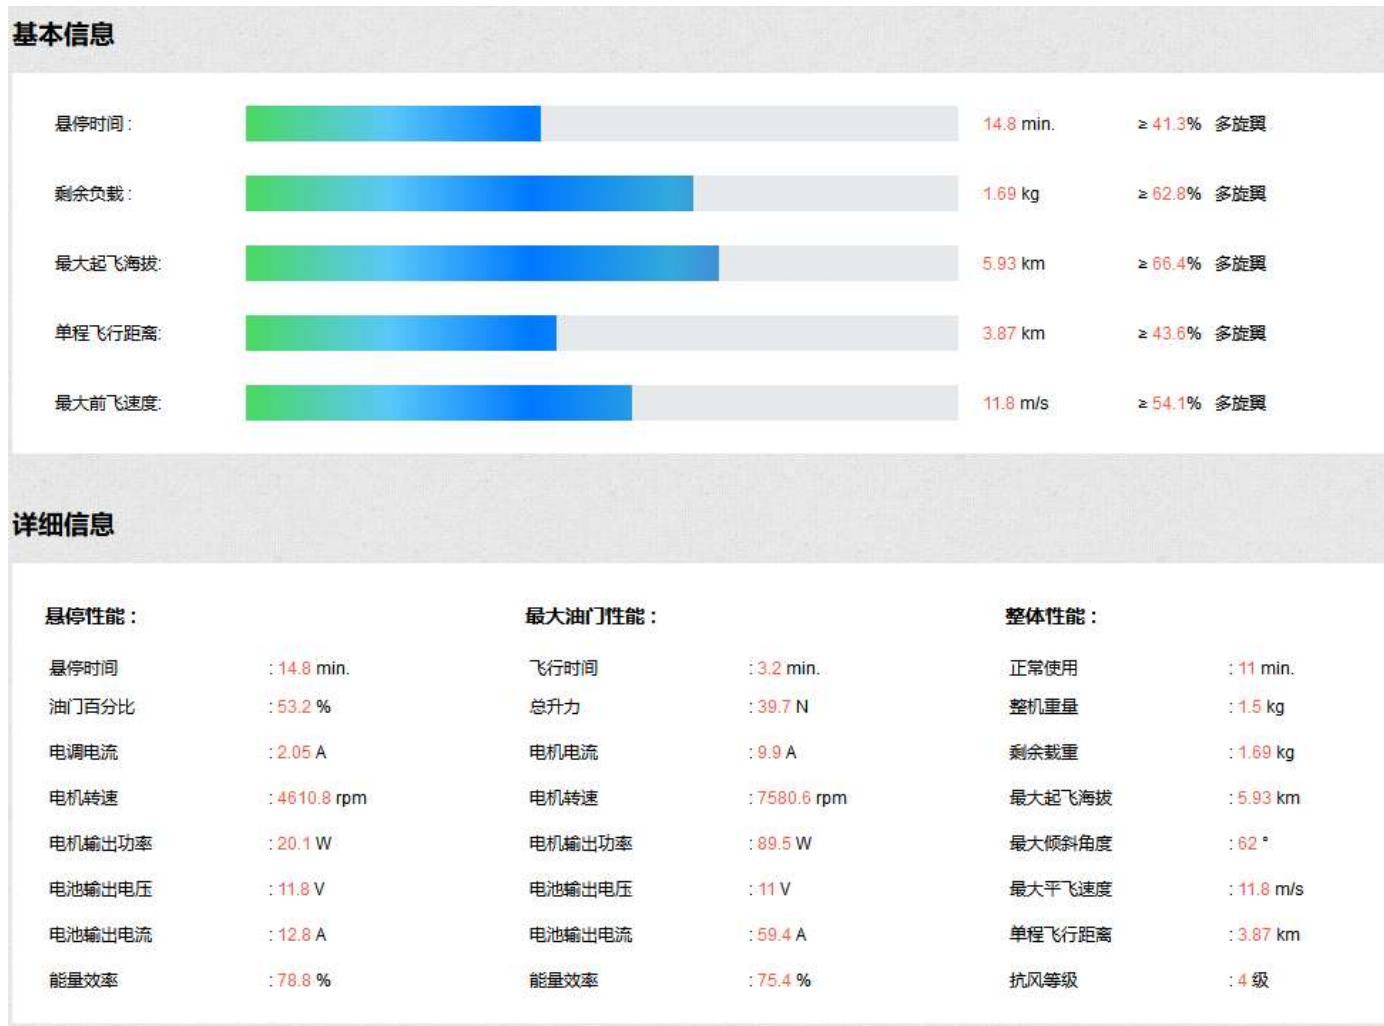 基本信息
悬停时间 : 14.8 min. ≥ 41.3% 多旋翼
剩余负载 : 1.69 kg ≥ 62.8% 多旋翼
最大起飞海拔: 5.93 km ≥ 66.4% 多旋翼
单程飞行距离: 3.87 km ≥ 43.6% 多旋翼
最大前飞速度: 11.8 m/s ≥ 54.1% 多旋翼
详细信息
悬停性能 : 最大油门性能 : 整体性能 :
悬停时间 : 14.8 min. 飞行时间 : 3.2 min. 正常使用 : 11 min.
油门百分比 : 53.2 % 总升力 : 39.7 N 整机重量 : 1.5 kg
电调电流 : 2.05 A 电机电流 : 9.9 A 剩余载重 : 1.69 kg
电机转速 : 4610.8 rpm 电机转速 : 7580.6 rpm 最大起飞海拔 : 5.93 km
电机输出功率 : 20.1 W 电机输出功率 : 89.5 W 最大倾斜角度 : 62 °
电池输出电压 : 11.8 V 电池输出电压 : 11 V 最大平飞速度 : 11.8 m/s
电池输出电流 : 12.8 A 电池输出电流 : 59.4 A 单程飞行距离 : 3.87 km
能量效率 : 78.8 % 能量效率 : 75.4 % 抗风等级 : 4 级